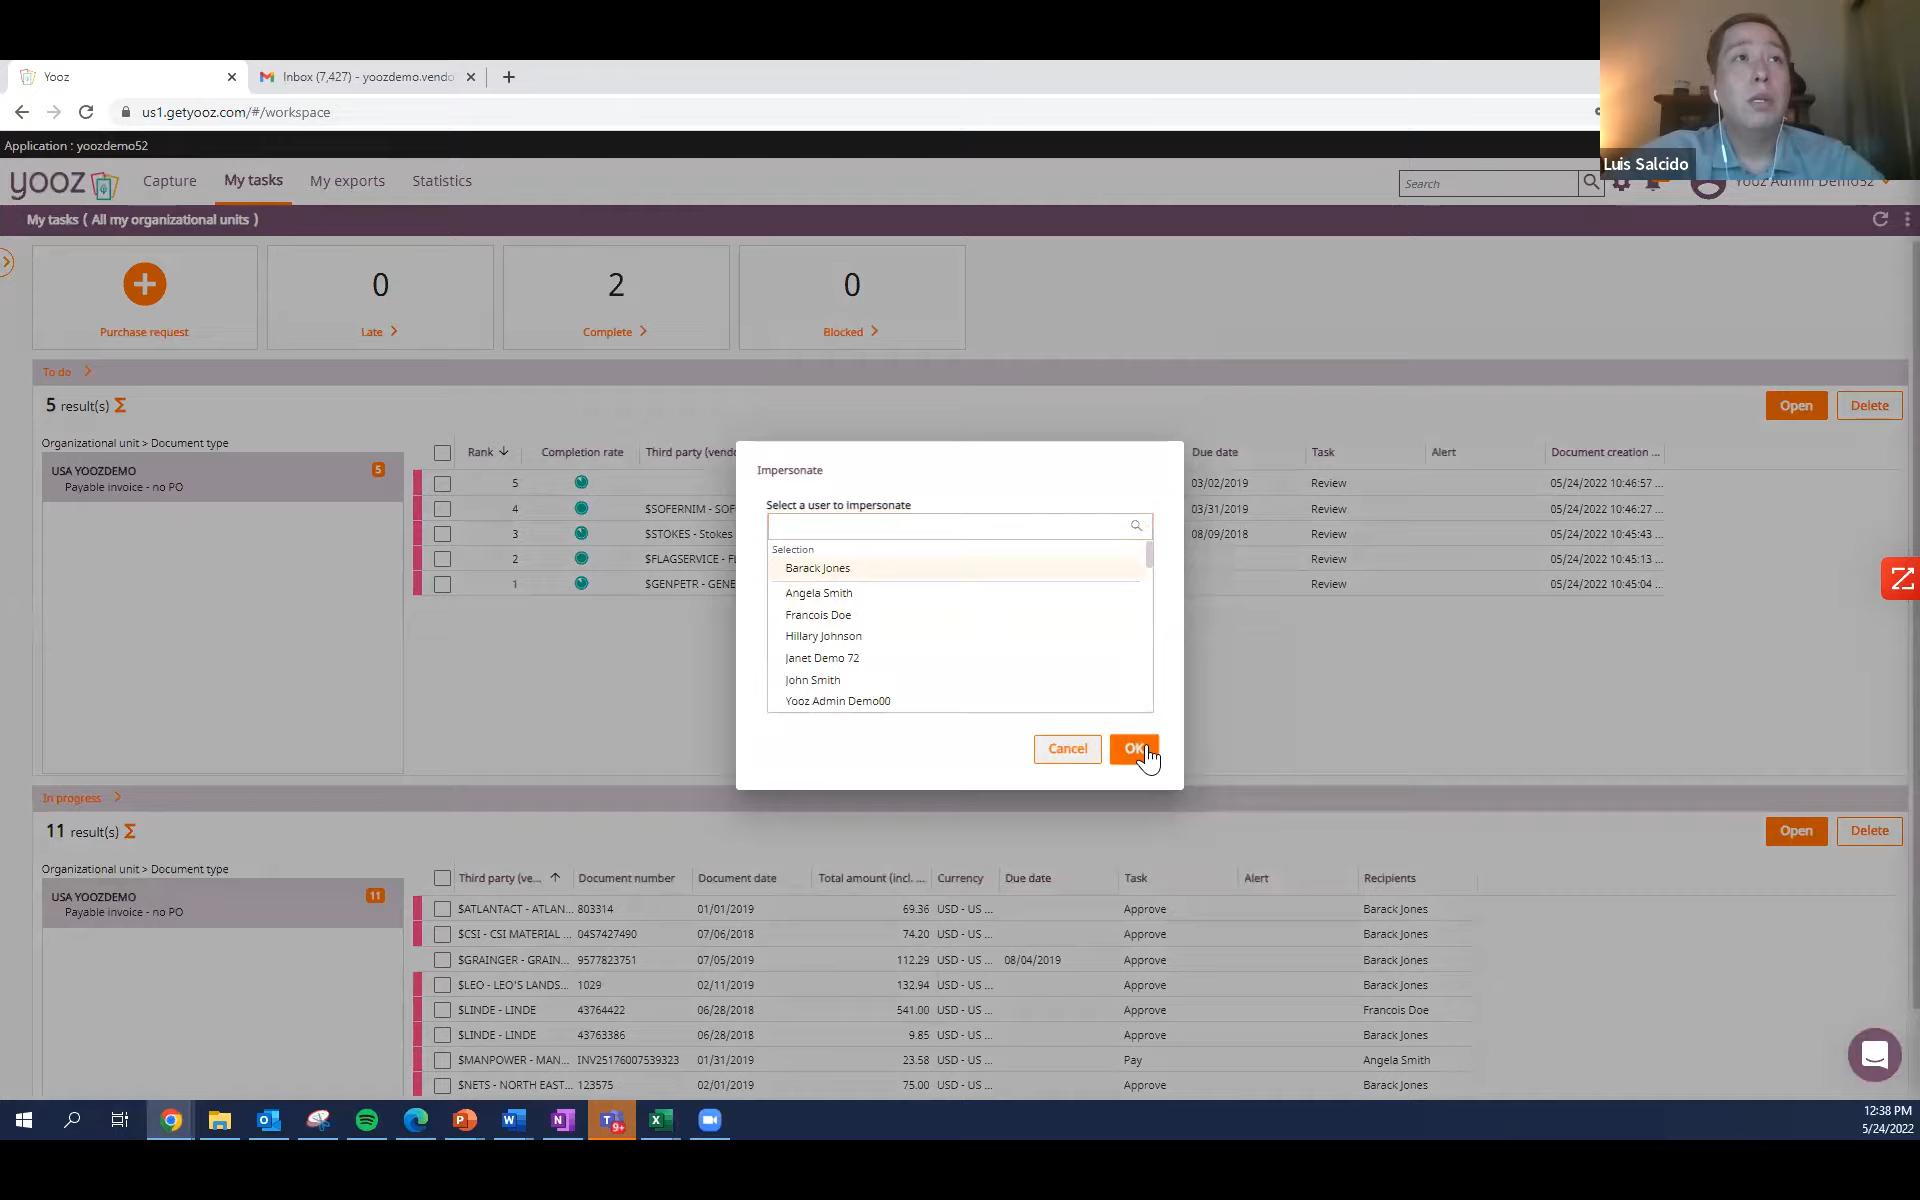 Yooz
Inbox (7,427) - yoozdemo.vendo
us1.getyooz.com/#/workspace
Luis Salcido
Application : yoozdemo52
yooz
Capture
My tasks
My exports
Statistics
Search
Yooz Admin Demo52
My tasks ( All my organizational units )
Purchase request
0
Late
2
Complete
0
Blocked
To do
5 result(s) Σ
Open
Delete
Organizational unit > Document type
USA YOOZDEMO
5
Payable invoice - no PO
Rank
Completion rate
Third party (vend
Due date
Task
Alert
Document creation ...
5
03/02/2019
Review
05/24/2022 10:46:57 ...
4
$SOFERNIM - SOF
03/31/2019
Review
05/24/2022 10:46:27 ...
3
$STOKES - Stokes
08/09/2018
Review
05/24/2022 10:45:43 ...
2
$FLAGSERVICE - FL
Review
05/24/2022 10:45:13 ...
1
$GENPETR - GENE
Review
05/24/2022 10:45:04 ...
Impersonate
Select a user to impersonate
Selection
Barack Jones
Angela Smith
Francois Doe
Hillary Johnson
Janet Demo 72
John Smith
Yooz Admin Demo00
Cancel
OK
In progress
11 result(s) Σ
Open
Delete
Organizational unit > Document type
USA YOOZDEMO
11
Payable invoice - no PO
Third party (ve...
Document number
Document date
Total amount (incl. ...
Currency
Due date
Task
Alert
Recipients
$ATLANTACT - ATLAN... 803314 01/01/2019 69.36 USD - US ... Approve Barack Jones
$CSI - CSI MATERIAL ... 04S7427490 07/06/2018 74.20 USD - US ... Approve Barack Jones
$GRAINGER - GRAIN... 9577823751 07/05/2019 112.29 USD - US ... 08/04/2019 Approve Barack Jones
$LEO - LEO'S LANDS... 1029 02/11/2019 132.94 USD - US ... Approve Barack Jones
$LINDE - LINDE 43764422 06/28/2018 541.00 USD - US ... Approve Francois Doe
$LINDE - LINDE 43763386 06/28/2018 9.85 USD - US ... Approve Barack Jones
$MANPOWER - MAN... INV25176007539323 01/31/2019 23.58 USD - US ... Pay Angela Smith
$NETS - NORTH EAST... 123575 02/01/2019 75.00 USD - US ... Approve Barack Jones
12:38 PM
5/24/2022